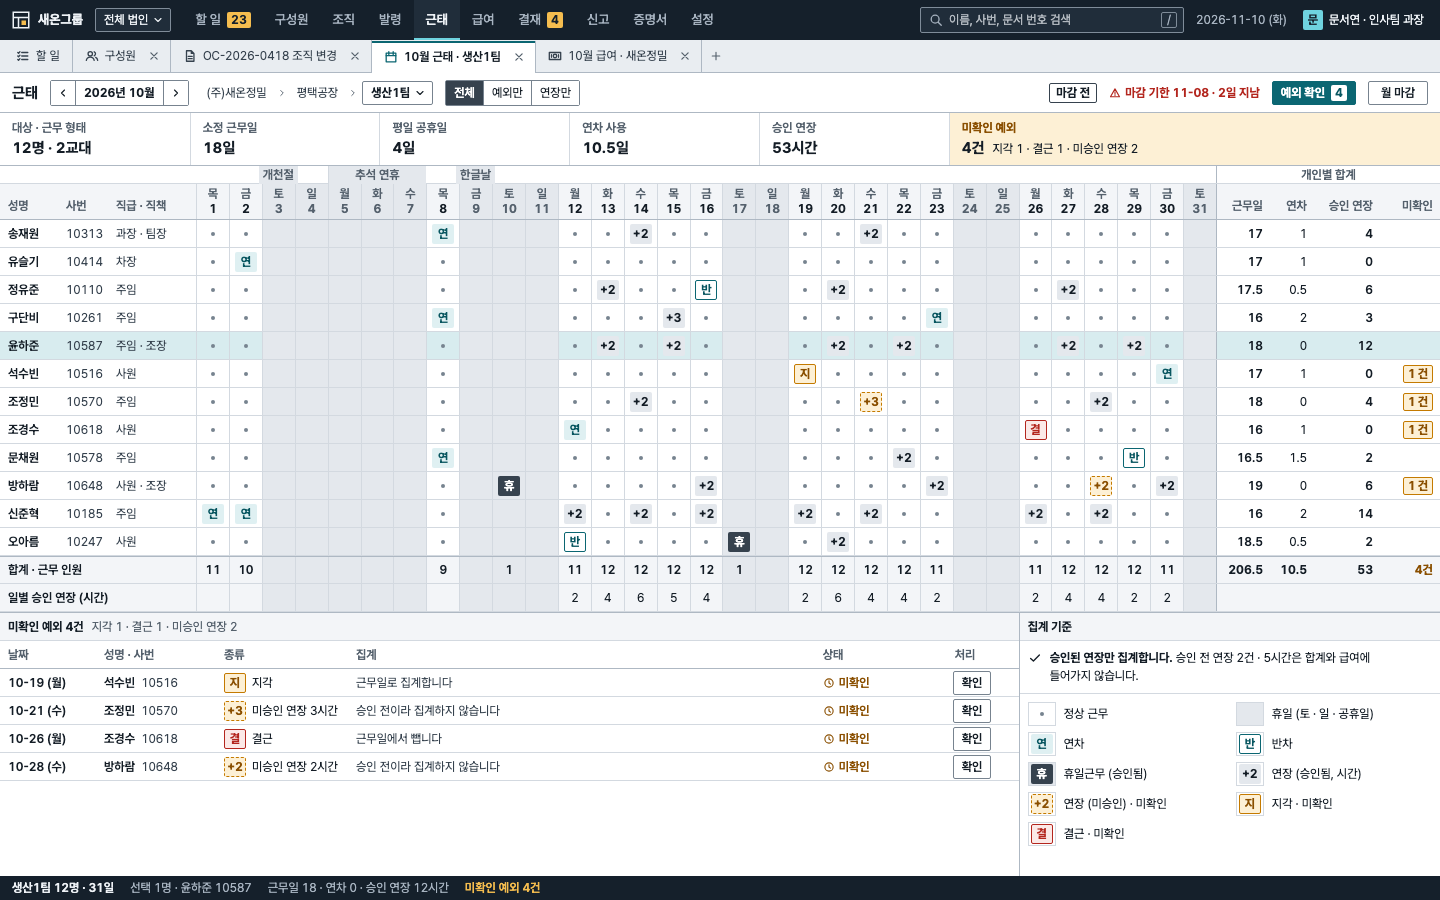 새온그룹 전체 법인 할 일 23 구성원 조직 발령 근태 급여 결재 4 신고 증명서 설정 이름, 사번, 문서 번호 검색 / 2026-11-10 (화) 문 문서연 · 인사팀 과장
할 일 구성원 OC-2026-0418 조직 변경 10월 근태 · 생산1팀 10월 급여 · 새온정밀
근태 2026년 10월 (주)새온정밀 평택공장 생산1팀 전체 예외만 연장만 마감 전 마감 기한 11-08 · 2일 지남 예외 확인 4 월 마감
대상 · 근무 형태 소정 근무일 평일 공휴일 연차 사용 승인 연장 미확인 예외
12명 · 2교대 18일 4일 10.5일 53시간 4건 지각 1 · 결근 1 · 미승인 연장 2
개천절 추석 연휴 한글날 개인별 합계
목 금 토 일 월 화 수 목 금 토 일 월 화 수 목 금 토 일 월 화 수 목 금 토 일 월 화 수 목 금 토
성명 사번 직급 · 직책 1 2 3 4 5 6 7 8 9 10 11 12 13 14 15 16 17 18 19 20 21 22 23 24 25 26 27 28 29 30 31 근무일 연차 승인 연장 미확인
송재원 10313 과장 · 팀장 연 +2 +2 17 1 4
유슬기 10414 차장 연 17 1 0
정유준 10110 주임 +2 반 +2 +2 17.5 0.5 6
구단비 10261 주임 연 +3 연 16 2 3
윤하준 10587 주임 · 조장 +2 +2 +2 +2 +2 +2 18 0 12
석수빈 10516 사원 지 연 17 1 0 1 건
조정민 10570 주임 +2 +3 +2 18 0 4 1 건
조경수 10618 사원 연 결 16 1 0 1 건
문채원 10578 주임 연 +2 반 16.5 1.5 2
방하람 10648 사원 · 조장 휴 +2 +2 +2 +2 19 0 6 1 건
신준혁 10185 주임 연 연 +2 +2 +2 +2 +2 +2 +2 16 2 14
오아름 10247 사원 반 휴 +2 18.5 0.5 2
합계 · 근무 인원 11 10 9 1 11 12 12 12 12 1 12 12 12 12 11 11 12 12 12 11 206.5 10.5 53 4건
일별 승인 연장 (시간) 2 4 6 5 4 2 6 4 4 2 2 4 4 2 2
미확인 예외 4건 지각 1 · 결근 1 · 미승인 연장 2
날짜 성명 · 사번 종류 집계 상태 처리
10-19 (월) 석수빈 10516 지 지각 근무일로 집계합니다 미확인 확인
10-21 (수) 조정민 10570 +3 미승인 연장 3시간 승인 전이라 집계하지 않습니다 미확인 확인
10-26 (월) 조경수 10618 결 결근 근무일에서 뺍니다 미확인 확인
10-28 (수) 방하람 10648 +2 미승인 연장 2시간 승인 전이라 집계하지 않습니다 미확인 확인
집계 기준
승인된 연장만 집계합니다. 승인 전 연장 2건 · 5시간은 합계와 급여에
들어가지 않습니다.
정상 근무 휴일 (토 · 일 · 공휴일)
연 연차 반 반차
휴 휴일근무 (승인됨) +2 연장 (승인됨, 시간)
+2 연장 (미승인) · 미확인 지 지각 · 미확인
결 결근 · 미확인
생산1팀 12명 · 31일 선택 1명 · 윤하준 10587 근무일 18 · 연차 0 · 승인 연장 12시간 미확인 예외 4건